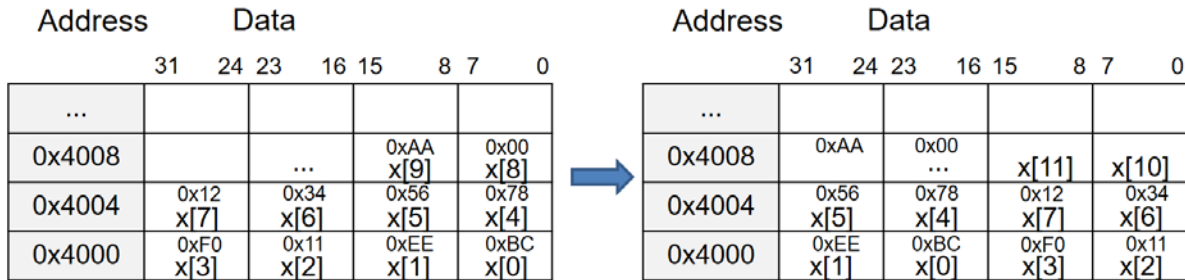 Address Data Address Data
31 24 23 16 15 8 7 0 31 24 23 16 15 8 7 0
... ...
0xAA 0x00 0xAA 0x00
0x4008 ... x[9] x[8] 0x4008 ... x[11] x[10]
0x12 0x34 0x56 0x78 0x56 0x78 0x12 0x34
0x4004 x[7] x[6] x[5] x[4] 0x4004 x[5] x[4] x[7] x[6]
0xF0 0x11 0xEE 0xBC 0xEE 0xBC 0xF0 0x11
0x4000 x[3] x[2] x[1] x[0] 0x4000 x[1] x[0] x[3] x[2]